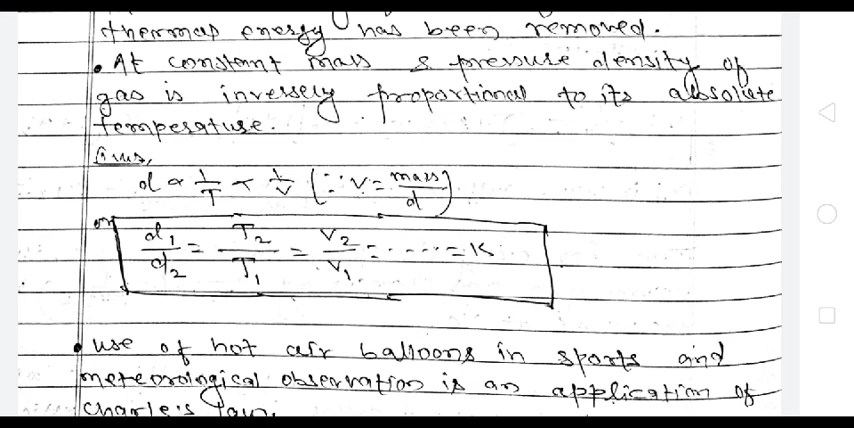 thermal energy has been removed.
• At constant mass & pressure density of
gas is inversely proportional to its absolute
temperature.
Thus,
d ∝ 1/T ∝ 1/V (∵ V = mass/d)
or d₁/d₂ = T₂/T₁ = V₂/V₁ = ------ = K
• use of hot air balloons in sports and
meteorological observation is an application of
Charle's law.